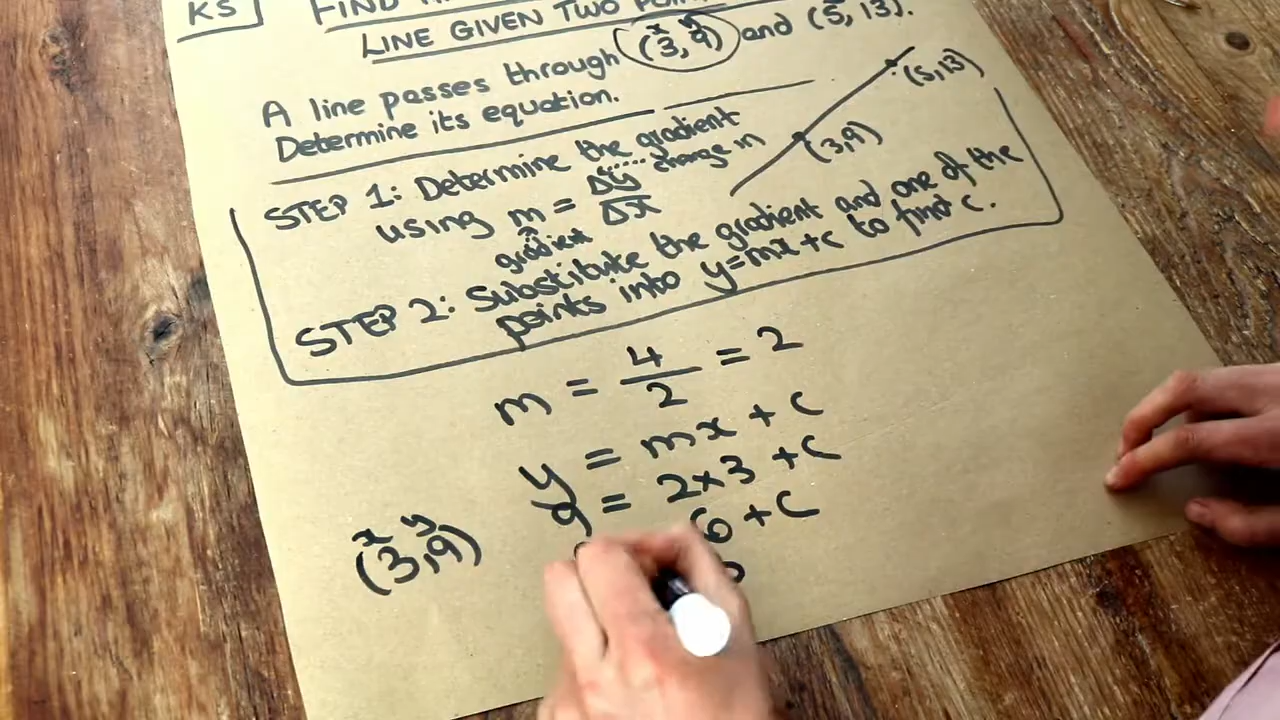 KS
FIND
LINE GIVEN TWO
A line passes through (3, 9) and (5, 13).
x y
Determine its equation.
(5,13)
(3,9)
STEP 1: Determine the gradient
using m = Δy/Δx change in
gradient
STEP 2: Substitute the gradient and one of the
points into y=mx+c to find c.
m = 4/2 = 2
y = mx + c
9 = 2×3 + c
6 + c
x y
(3,9)